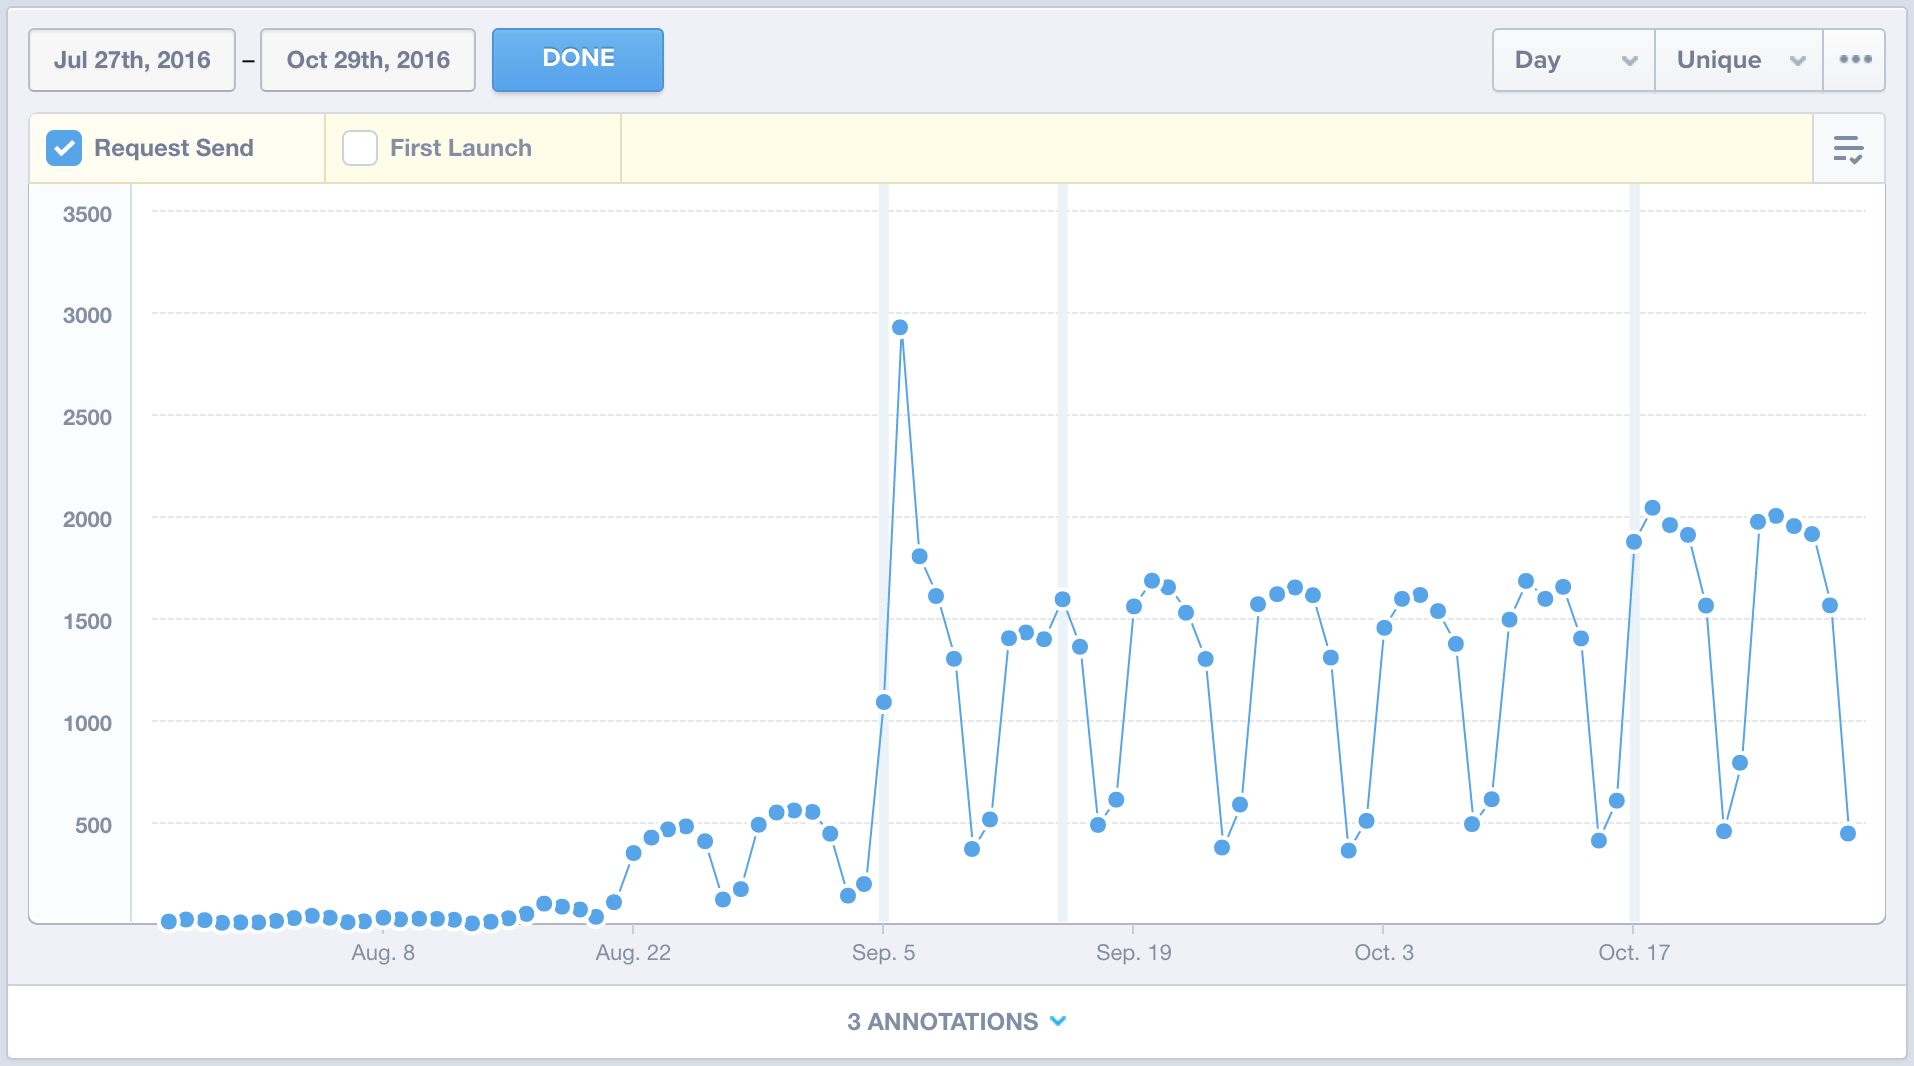 Jul 27th, 2016 – Oct 29th, 2016 DONE Day Unique •••
Request Send First Launch
3500
3000
2500
2000
1500
1000
500
Aug. 8 Aug. 22 Sep. 5 Sep. 19 Oct. 3 Oct. 17
3 ANNOTATIONS